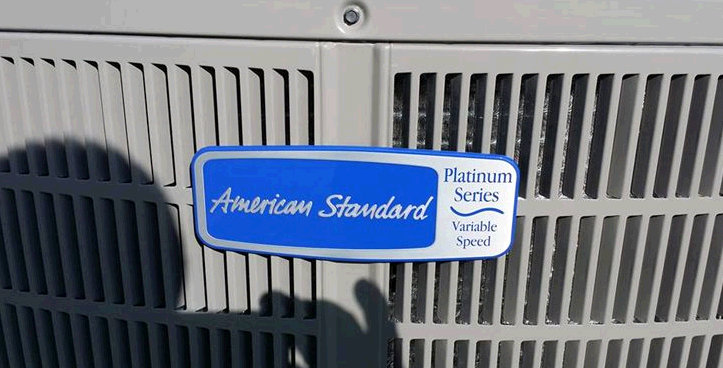 American Standard
Platinum
Series
Variable
Speed